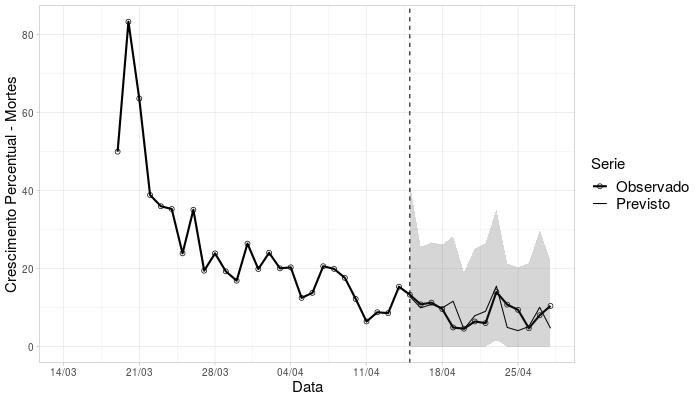 Crescimento Percentual - Mortes
80
60
40
20
0
14/03 21/03 28/03 04/04 11/04 18/04 25/04
Data
Serie
Observado
Previsto